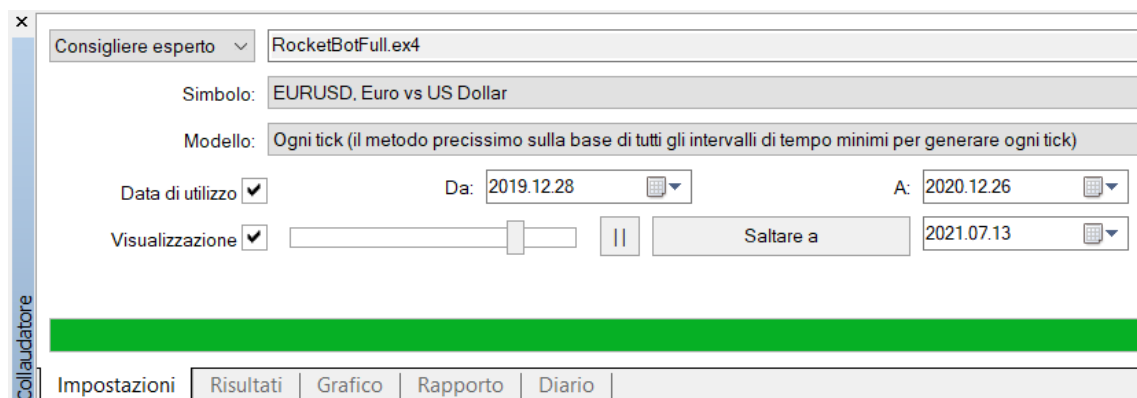 Consigliere esperto RocketBotFull.ex4
Simbolo: EURUSD, Euro vs US Dollar
Modello: Ogni tick (il metodo precissimo sulla base di tutti gli intervalli di tempo minimi per generare ogni tick)
Data di utilizzo Da: 2019.12.28 A: 2020.12.26
Visualizzazione Saltare a 2021.07.13
Collaudatore
Impostazioni Risultati Grafico Rapporto Diario